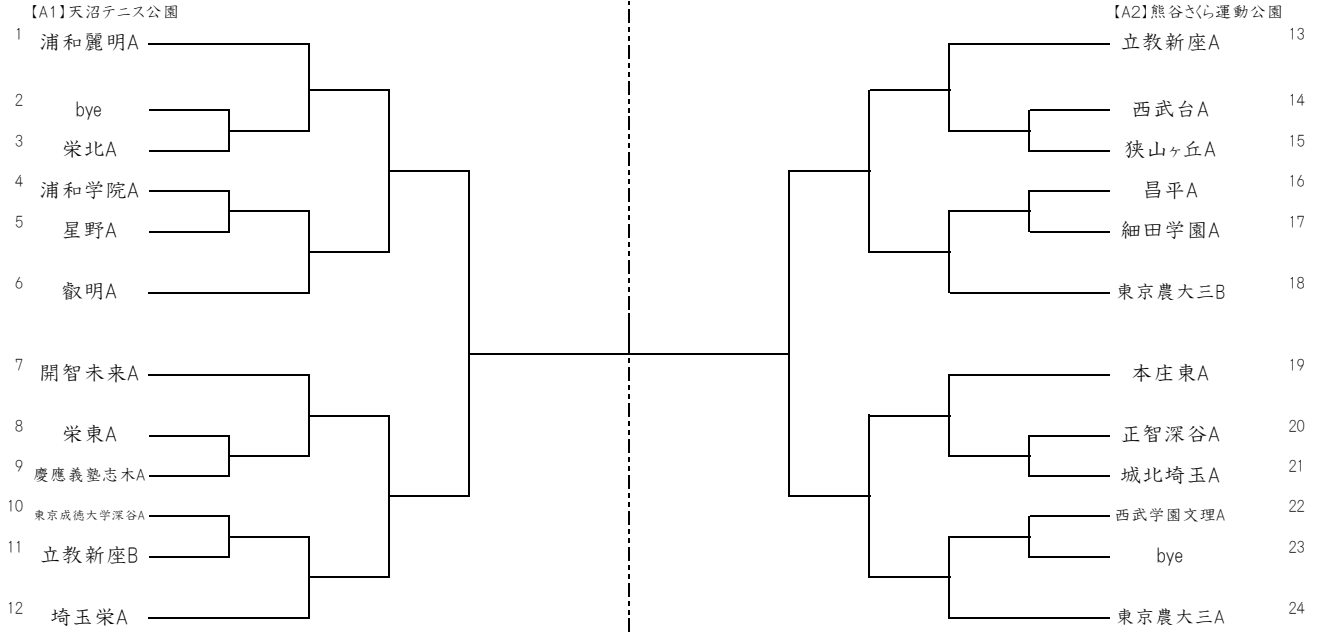 【A1】天沼テニス公園
1 浦和麗明A
2 bye
3 栄北A
4 浦和学院A
5 星野A
6 叡明A
7 開智未来A
8 栄東A
9 慶應義塾志木A
10 東京成徳大学深谷A
11 立教新座B
12 埼玉栄A
【A2】熊谷さくら運動公園
立教新座A 13
西武台A 14
狭山ヶ丘A 15
昌平A 16
細田学園A 17
東京農大三B 18
本庄東A 19
正智深谷A 20
城北埼玉A 21
西武学園文理A 22
bye 23
東京農大三A 24